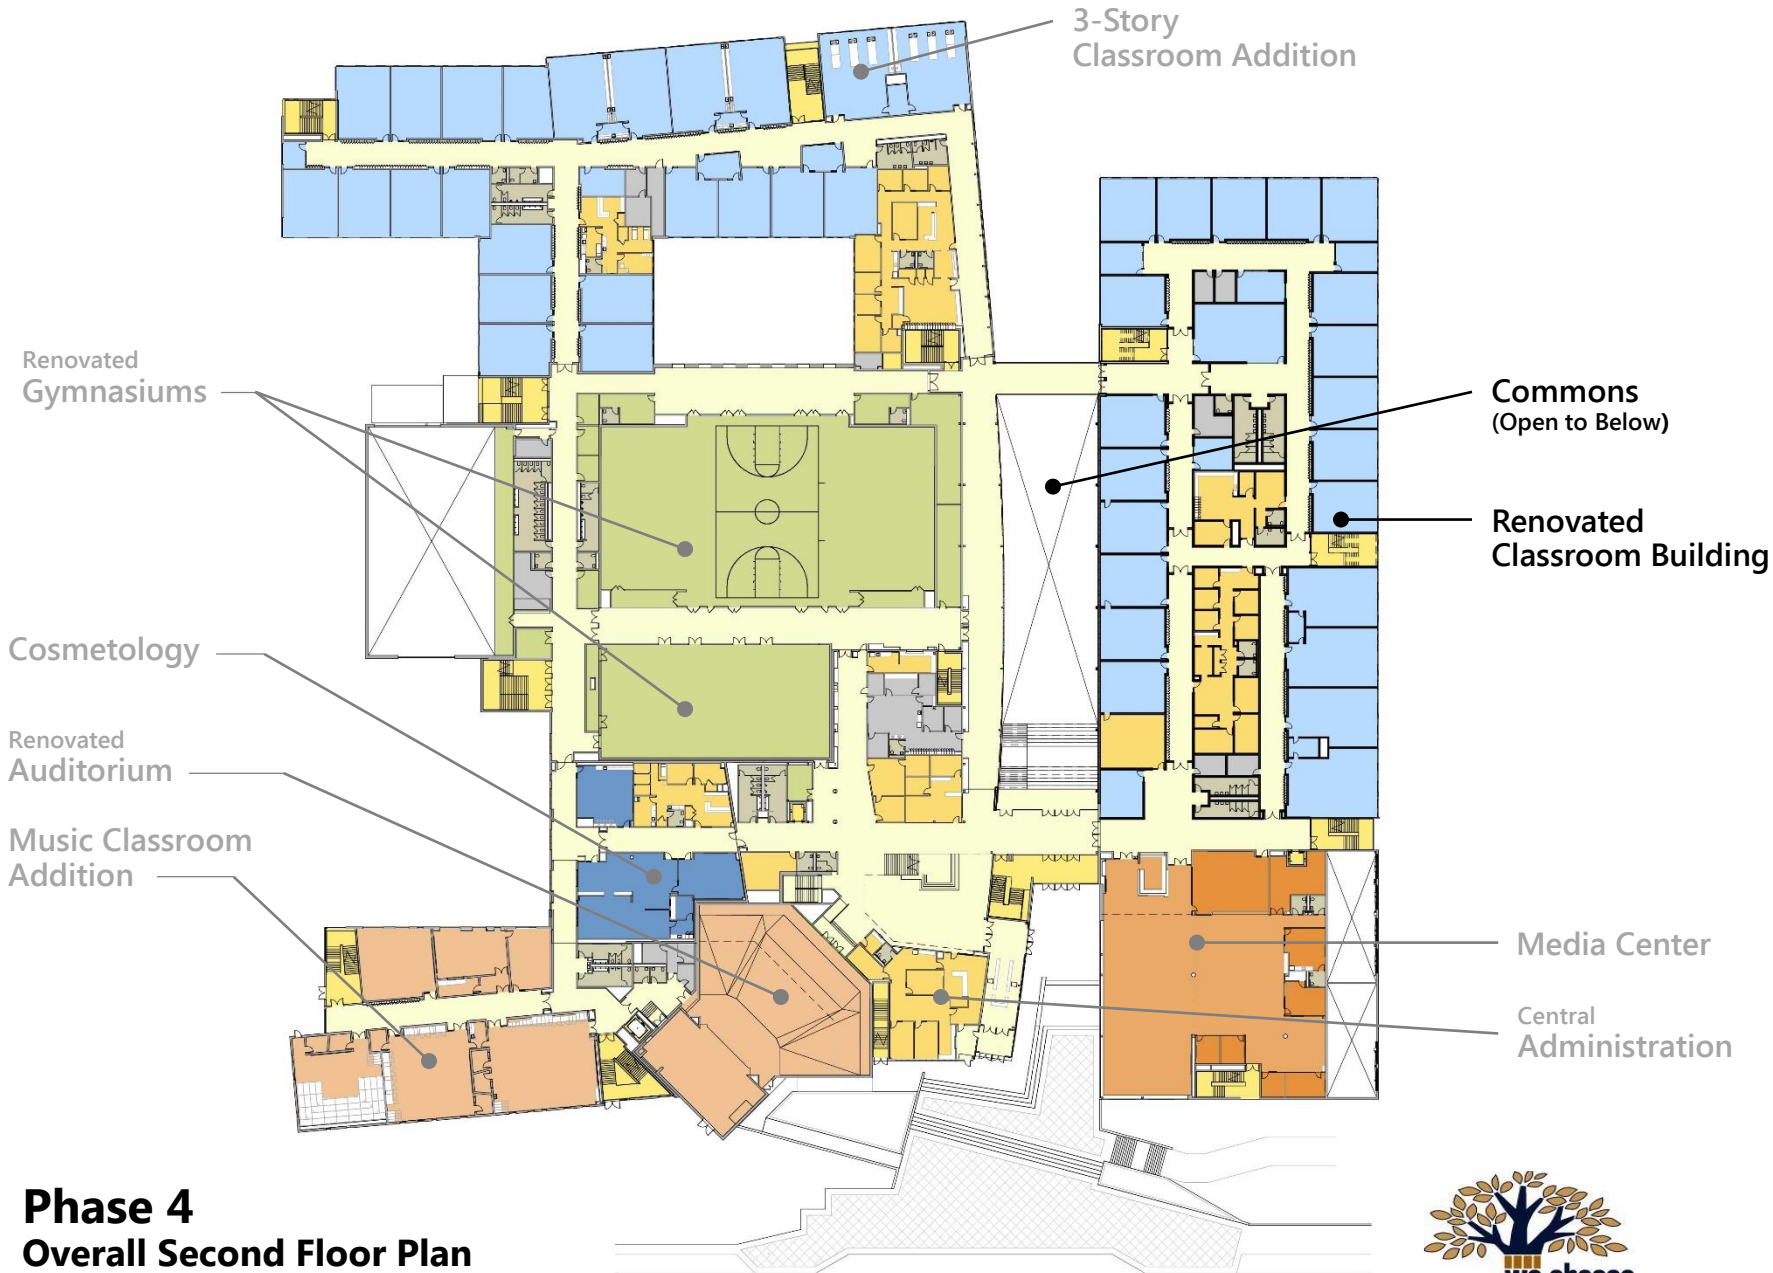 3-Story
Classroom Addition
Renovated
Gymnasiums
Commons
(Open to Below)
Renovated
Classroom Building
Cosmetology
Renovated
Auditorium
Music Classroom
Addition
Media Center
Central
Administration
Phase 4
Overall Second Floor Plan